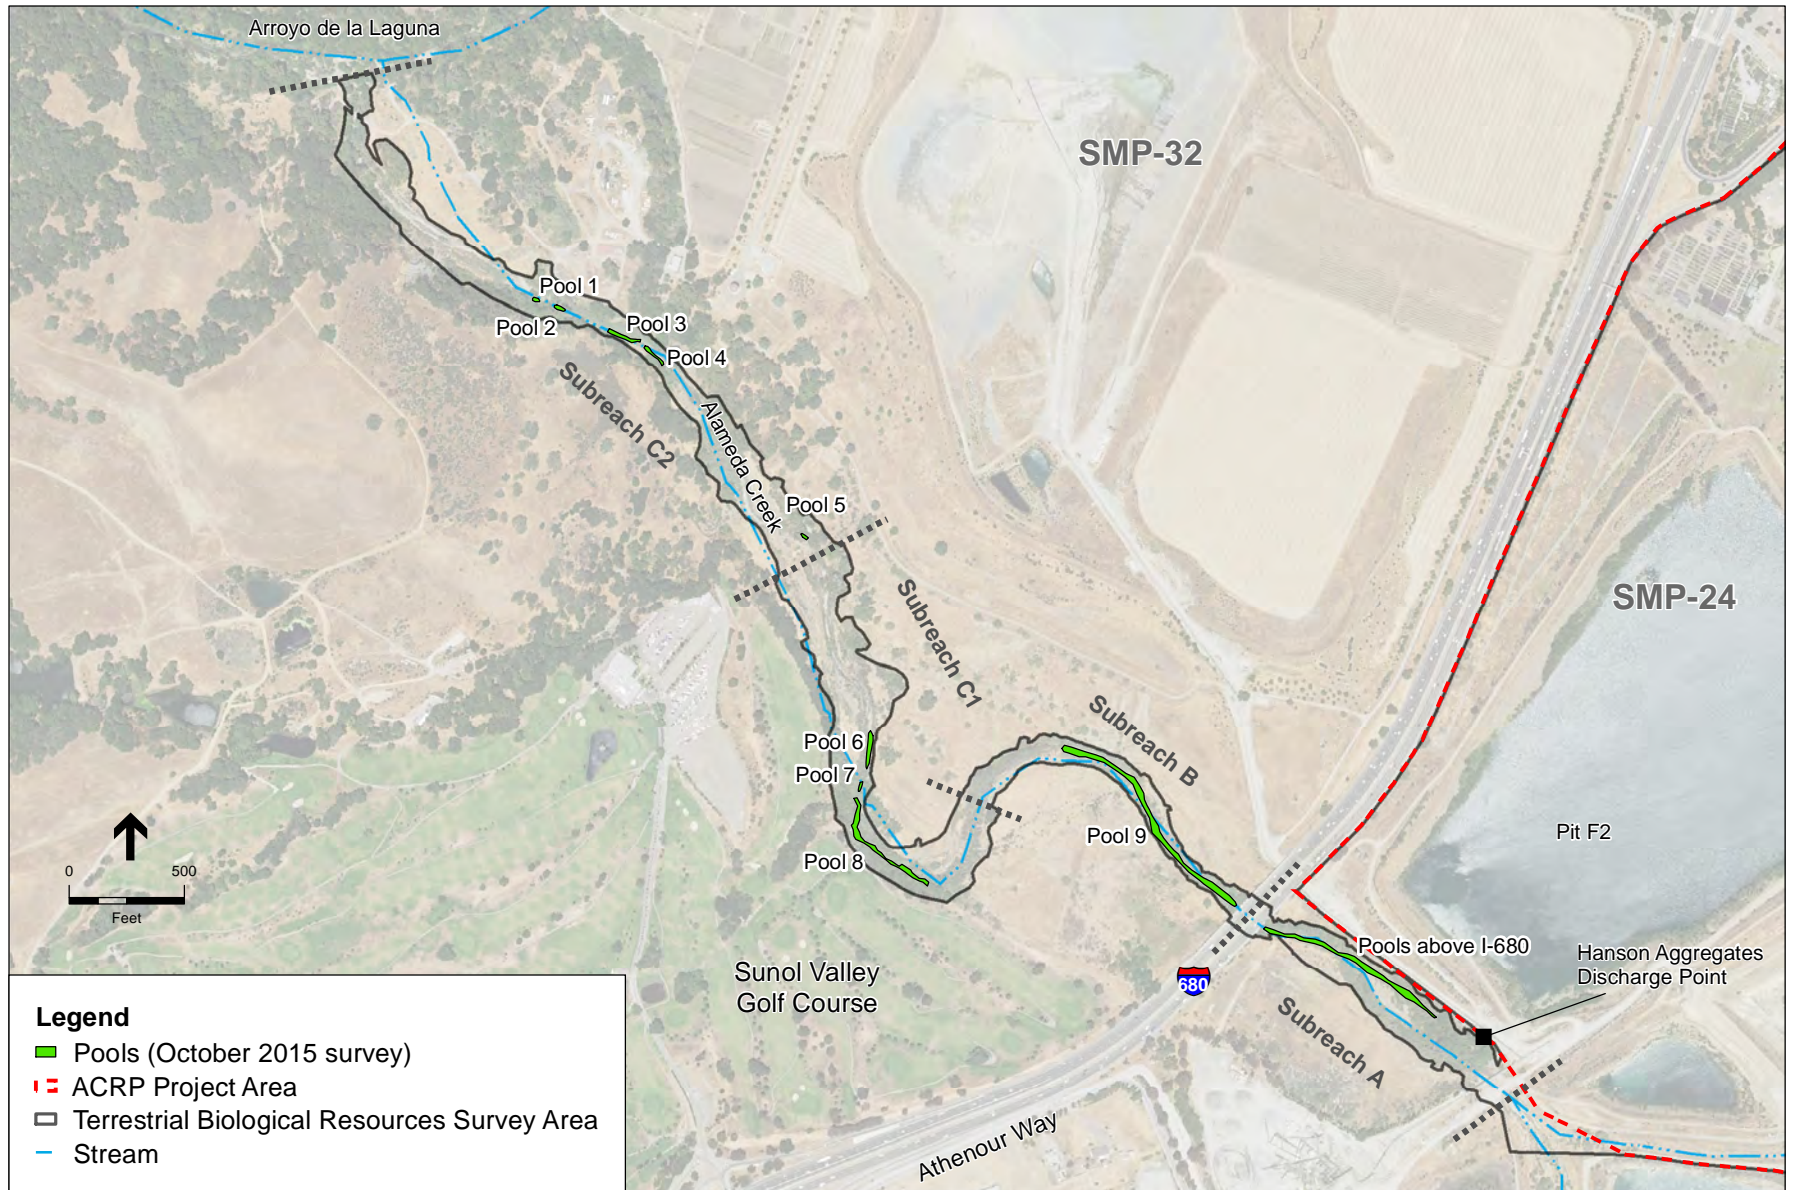 Arroyo de la Laguna
SMP-32
Pool 1
Pool 2
Pool 3
Pool 4
Subreach C2
Alameda Creek
Pool 5
Subreach C1
SMP-24
Pool 6
Pool 7
Subreach B
Pool 8
Pool 9
Pit F2
0 500
Feet
Pools above I-680
Hanson Aggregates
Discharge Point
Sunol Valley
Golf Course
680
Subreach A
Athenour Way
Legend
Pools (October 2015 survey)
ACRP Project Area
Terrestrial Biological Resources Survey Area
Stream